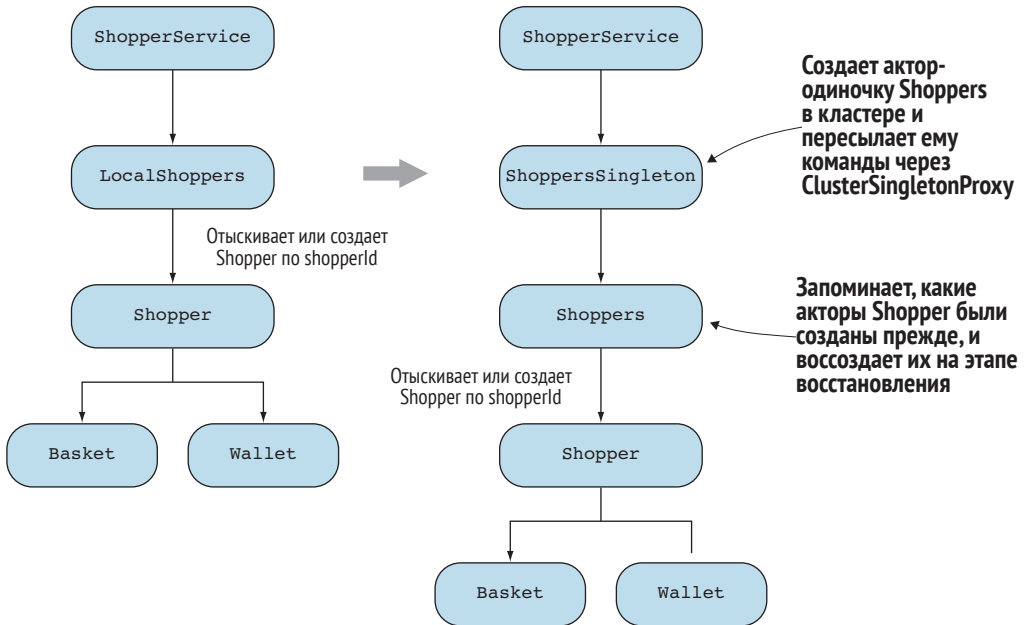 ShopperService
LocalShoppers
Отыскивает или создает
Shopper по shopperId
Shopper
Basket
Wallet
ShopperService
ShoppersSingleton
Создает актор-
одиночку Shoppers
в кластере и
пересылает ему
команды через
ClusterSingletonProxy
Shoppers
Запоминает, какие
акторы Shopper были
созданы прежде, и
воссоздает их на этапе
восстановления
Отыскивает или создает
Shopper по shopperId
Shopper
Basket
Wallet